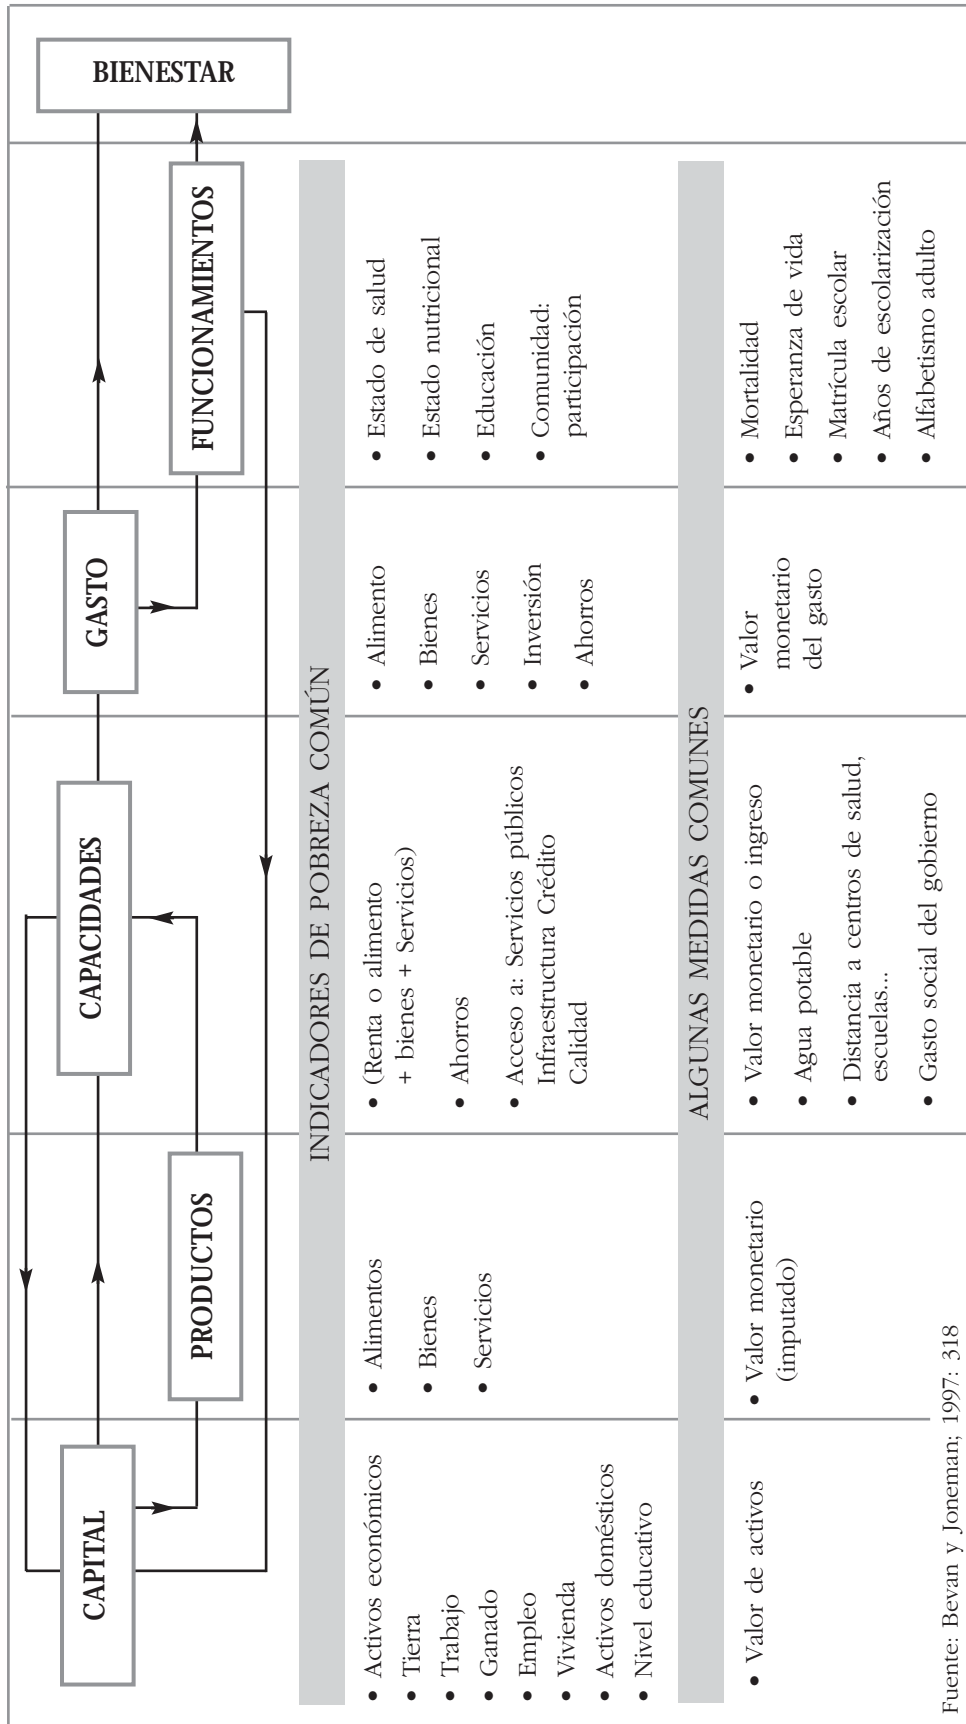 CAPITAL
PRODUCTOS
CAPACIDADES
GASTO
FUNCIONAMIENTOS
BIENESTAR
INDICADORES DE POBREZA COMÚN
• Activos económicos
• Tierra
• Trabajo
• Ganado
• Empleo
• Vivienda
• Activos domésticos
• Nivel educativo
• Alimentos
• Bienes
• Servicios
• (Renta o alimento
+ bienes + Servicios)
• Ahorros
• Acceso a: Servicios públicos
Infraestructura Crédito
Calidad
• Alimento
• Bienes
• Servicios
• Inversión
• Ahorros
• Estado de salud
• Estado nutricional
• Educación
• Comunidad:
participación
ALGUNAS MEDIDAS COMUNES
• Valor de activos
• Valor monetario
(imputado)
• Valor monetario o ingreso
• Agua potable
• Distancia a centros de salud,
escuelas...
• Gasto social del gobierno
• Valor
monetario
del gasto
• Mortalidad
• Esperanza de vida
• Matrícula escolar
• Años de escolarización
• Alfabetismo adulto
Fuente: Bevan y Joneman; 1997: 318